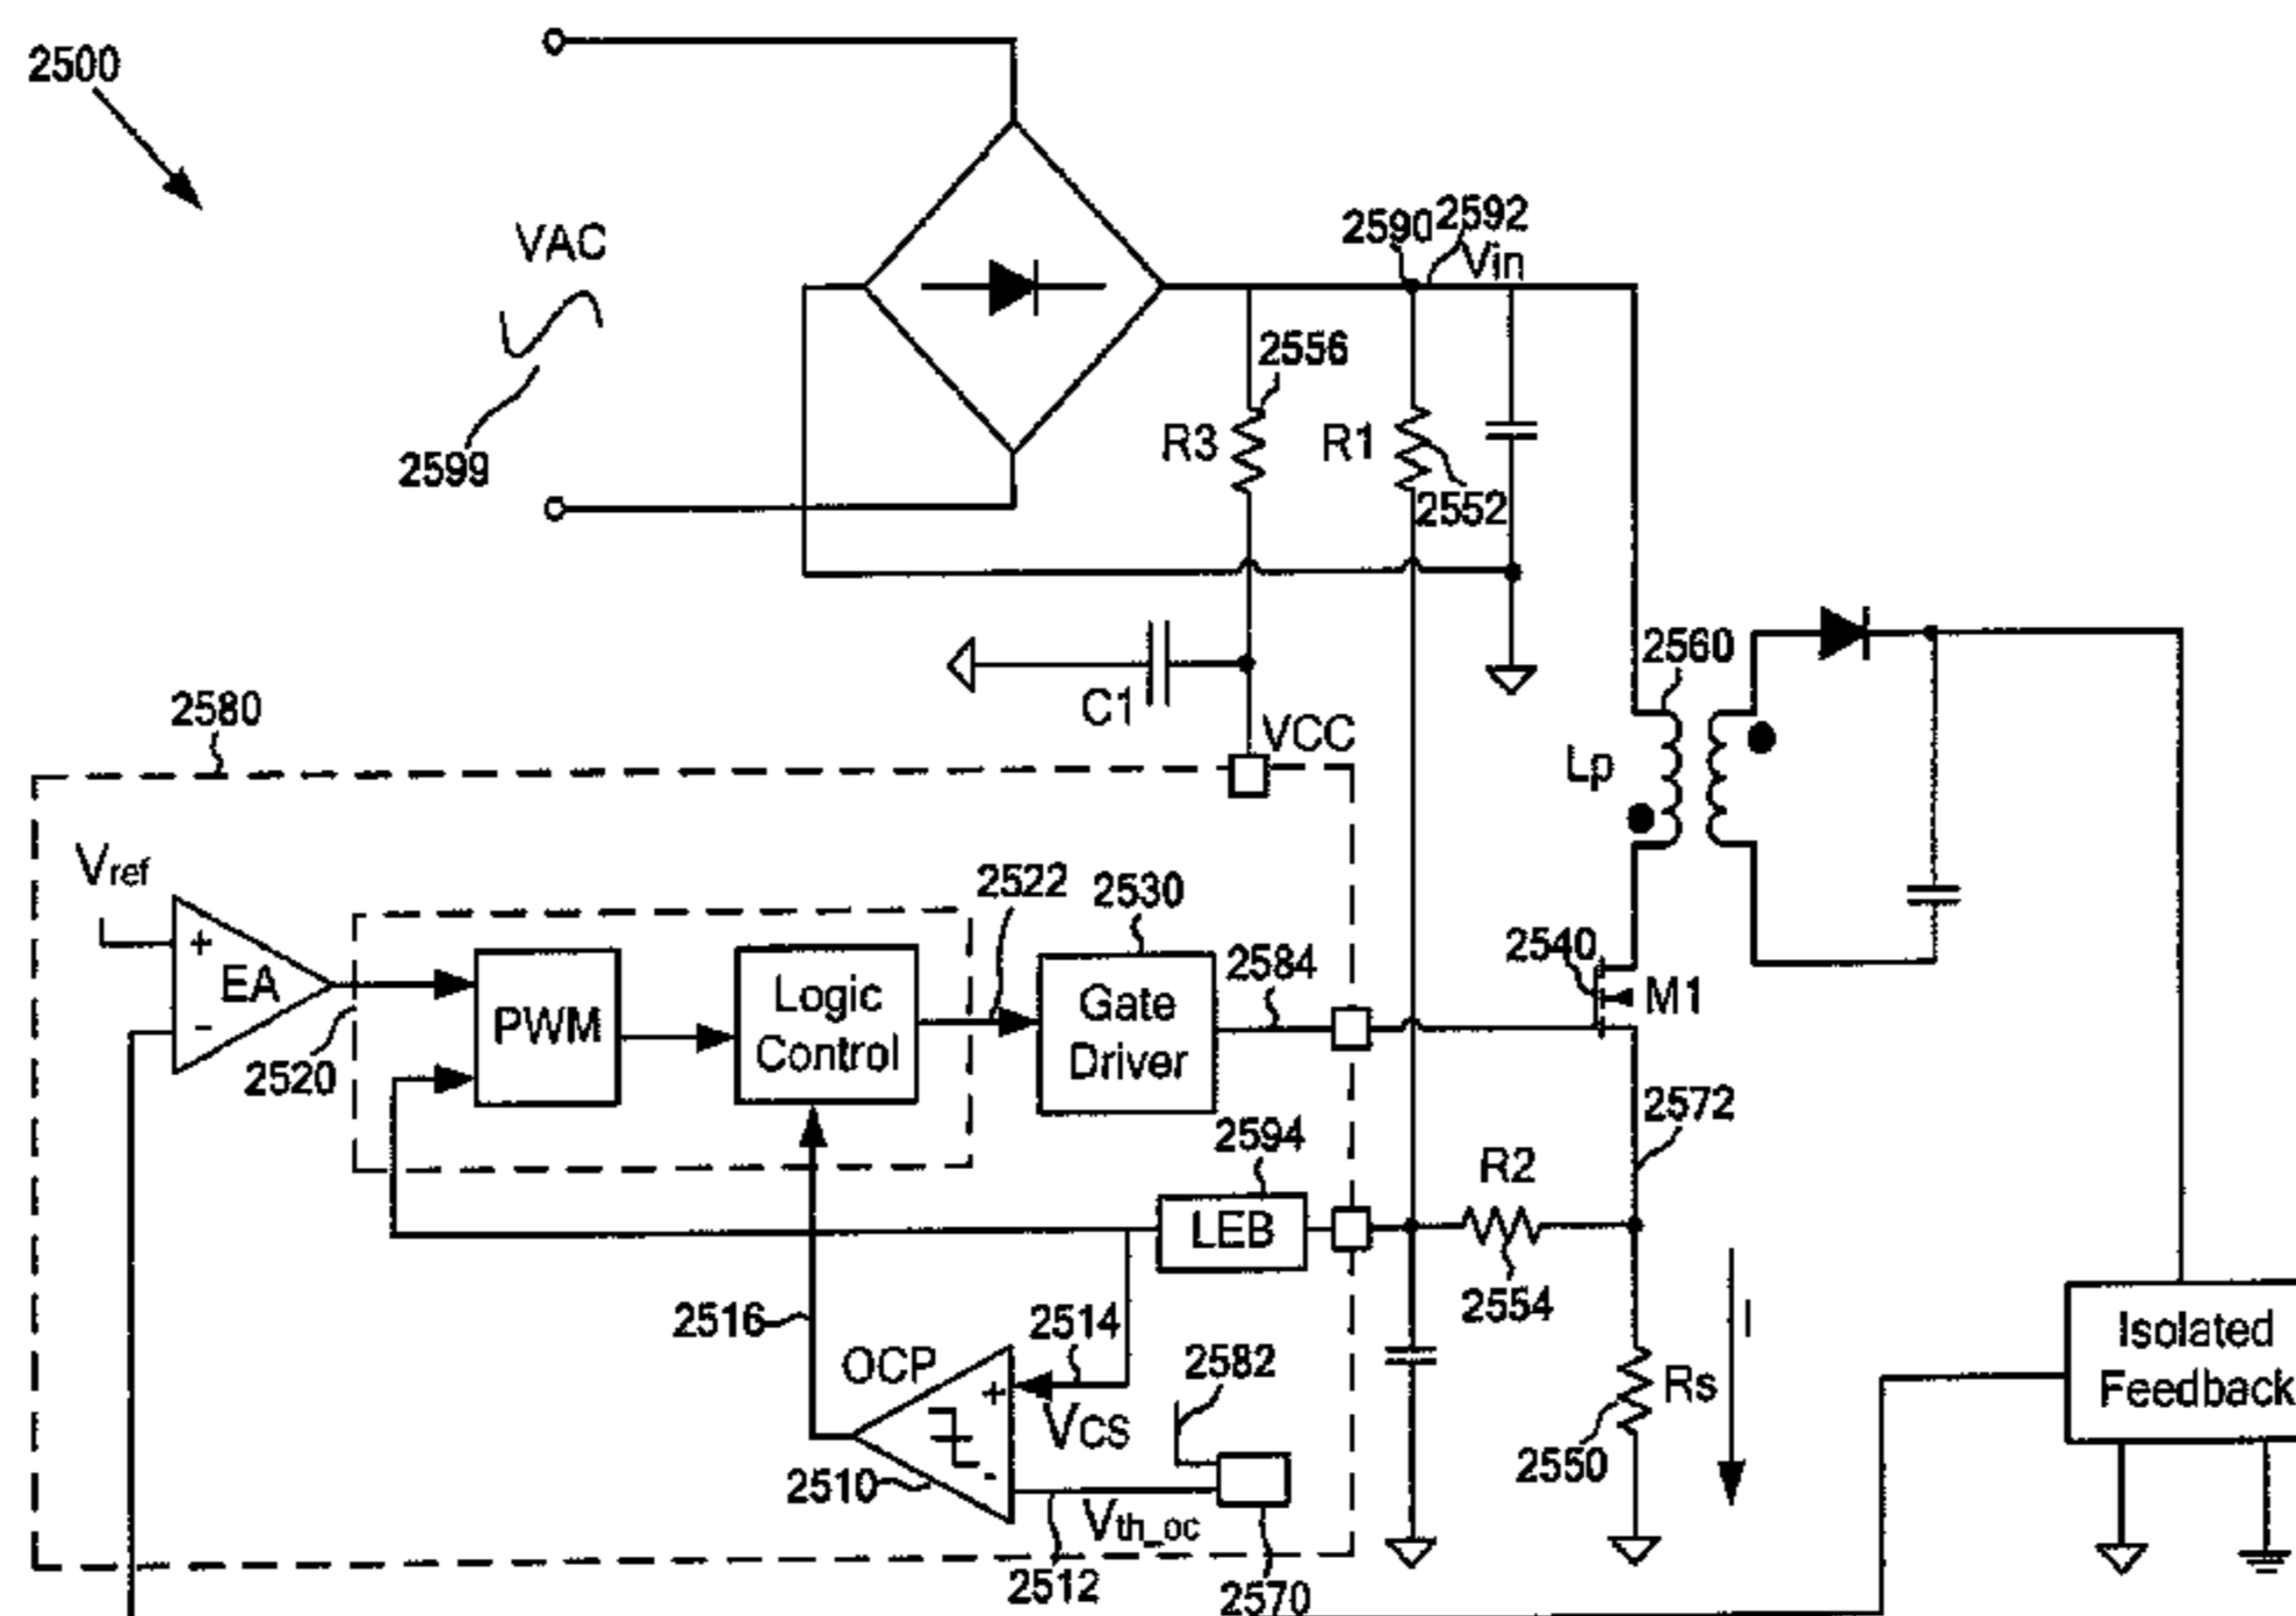 2500
VAC
2599
2590
2592
Vin
2556
R3
R1
2552
C1
VCC
2560
Lp
2580
Vref
+
EA
-
2520
PWM
Logic
Control
2522
2530
Gate
Driver
2584
2540
M1
2572
2594
LEB
R2
2554
2516
OCP
2514
+
VCS
-
2510
2582
Vth_oc
2512
2570
Rs
2550
I
Isolated
Feedback